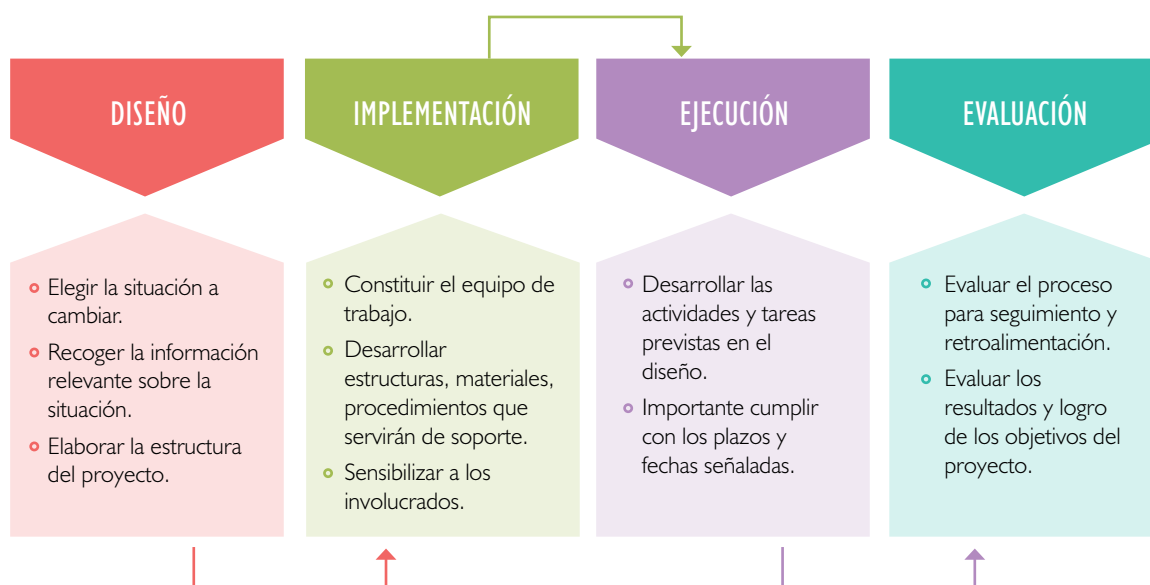 DISEÑO
IMPLEMENTACIÓN
EJECUCIÓN
EVALUACIÓN
Elegir la situación a
cambiar.
Recoger la información
relevante sobre la
situación.
Elaborar la estructura
del proyecto.
Constituir el equipo de
trabajo.
Desarrollar
estructuras, materiales,
procedimientos que
servirán de soporte.
Sensibilizar a los
involucrados.
Desarrollar las
actividades y tareas
previstas en el
diseño.
Importante cumplir
con los plazos y
fechas señaladas.
Evaluar el proceso
para seguimiento y
retroalimentación.
Evaluar los
resultados y logro
de los objetivos del
proyecto.